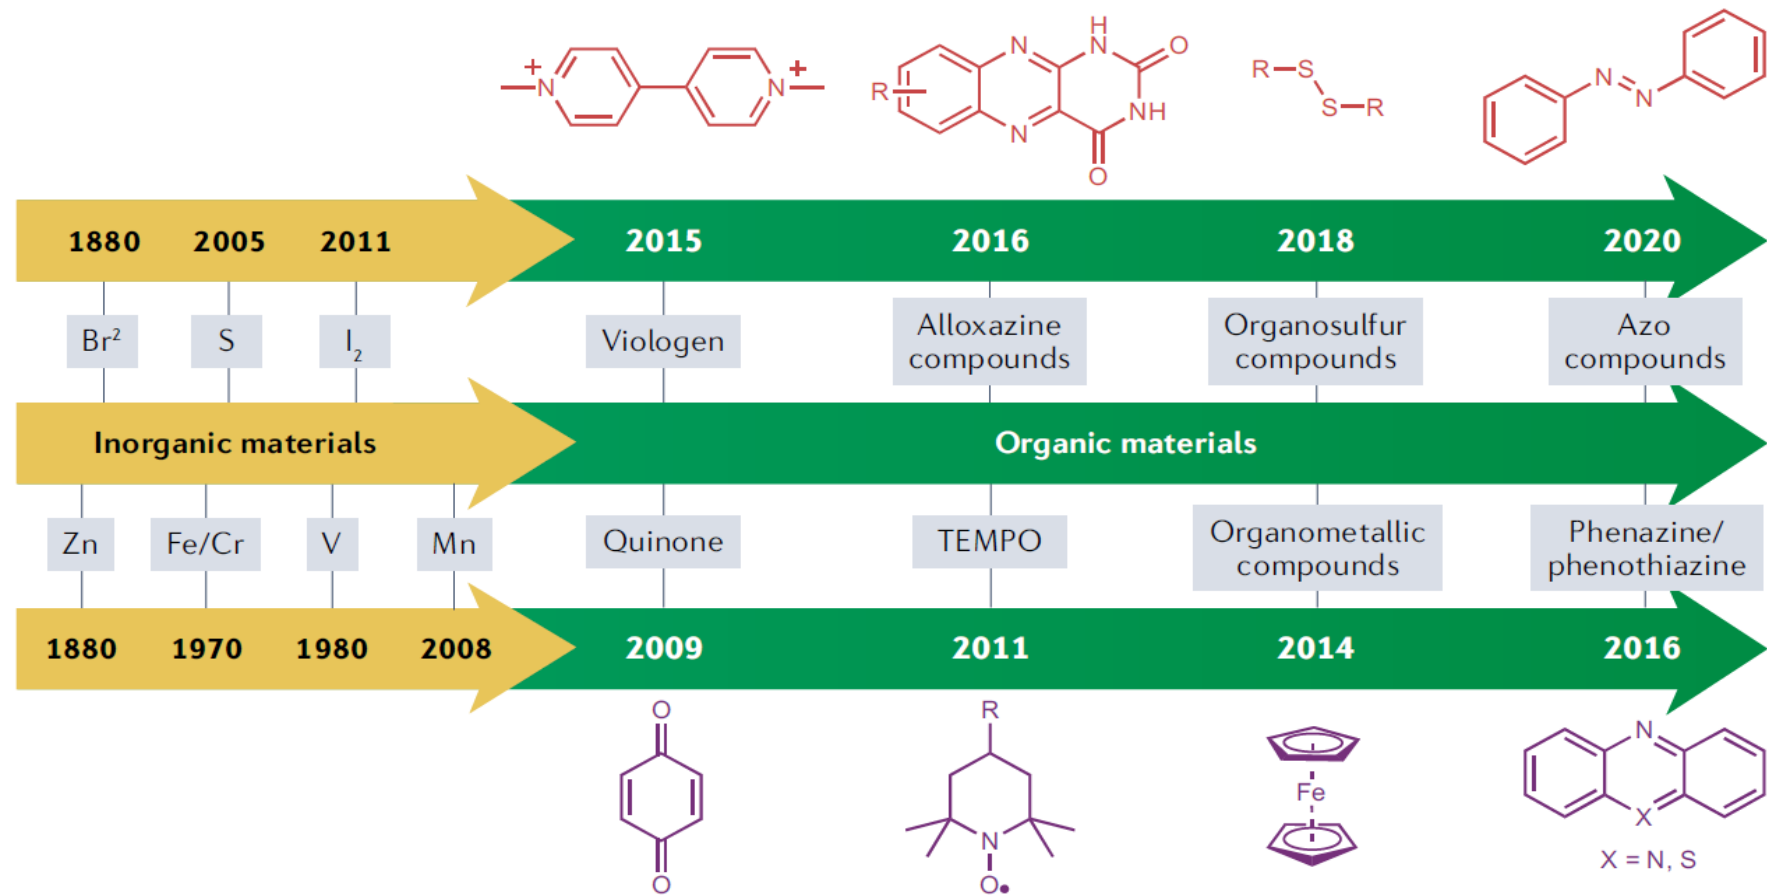 H
N
N
O
+
N
N
+
R
NH
N
O
R—S
S—R
N
N
1880 2005 2011 2015 2016 2018 2020
Br²
S
I₂
Viologen
Alloxazine
compounds
Organosulfur
compounds
Azo
compounds
Inorganic materials
Organic materials
Zn
Fe/Cr
V
Mn
Quinone
TEMPO
Organometallic
compounds
Phenazine/
phenothiazine
1880 1970 1980 2008 2009 2011 2014 2016
O
O
R
N
O•
Fe
N
X
X = N, S